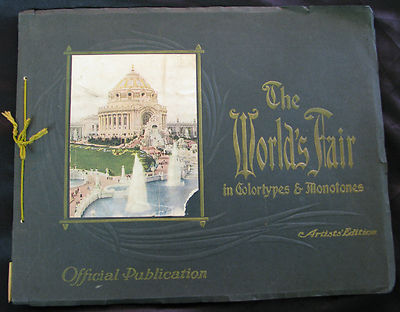 The
World's Fair
in Colortypes & Monotones
Artists' Edition
Official Publication